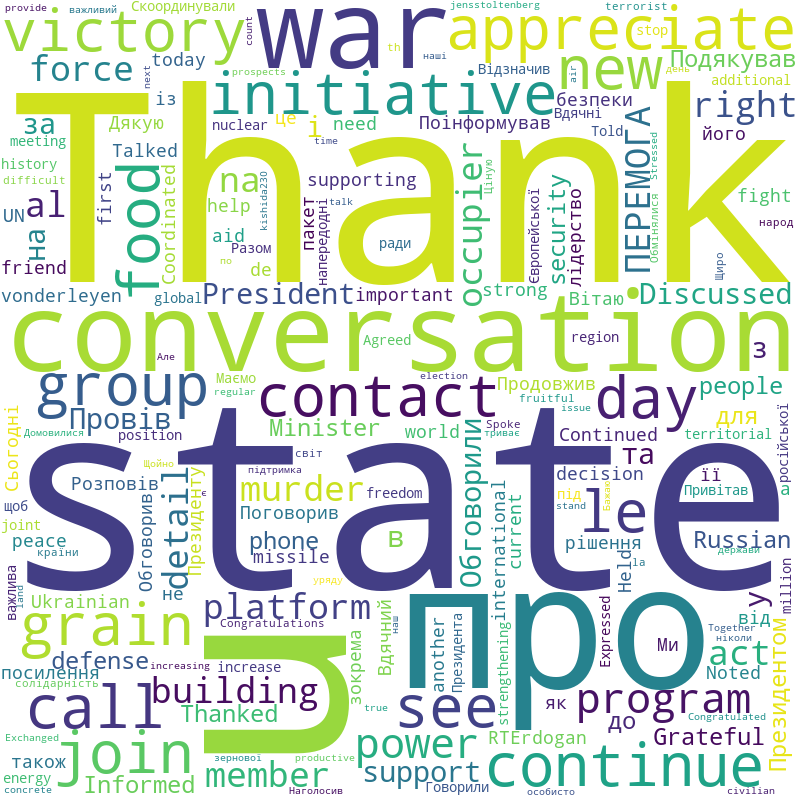 provide
важливий
Скоординували
jensstoltenberg
terrorist
victory
war
appreciate
count
наші
th
stop
force
today
next
prospects
Відзначив
new
Подякував
air
день
additional
за
із
initiative
безпеки
right
meeting
Дякую
nuclear
це
і
need
Поінформував
Вдячні
Told
його
history
Talked
time
Stressed
difficult
Thank
supporting
Цінную
fight
UN
al
first
food
Coordinated
на
help
kishida230
talk
occupier
Європейської
security
лідерство
ПЕРЕМОГА
Обмінялися
народ
на
aid
Разом
напередодні
пакет
ради
Щиро
friend
по
de
vonderleyen
global
President
important
strong
Вітаю
Discussed
conversation
Agreed
region
з
Але
election
group
Маємо
regular
contact
Продовжив
fruitful
issue
day
people
Сьогодні
Провів
Домовилися
position
Minister
world
Обговорили
Spoke
триває
Continued
territorial
для
та
російської
Щойно
світ
підтримка
decision
її
щоб
Розповів
є
murder
freedom
під
Бажаю
Привітав
а
state
joint
Обговорив
detail
Президенту
Поговорив
в
international
current
le
stand
Russian
peace
країни
phone
missile
рішення
держави
важлива
land
не
уряду
la
Held
у
Ukrainian
platform
наш
про
Together
million
grain
Congratulations
Вдячний
зокрема
strengthening
Expressed
Ми
від
ніколи
act
Президентом
посилення
defense
increasing
increase
another
Президента
Noted
солідарність
building
see
як
program
call
Thanked
true
до
Congratulated
Exchanged
join
з
power
RTErdogan
Grateful
також
зернової
productive
continue
energy
Informed
member
support
concrete
Наголосив
Говорили
особисто
civilian